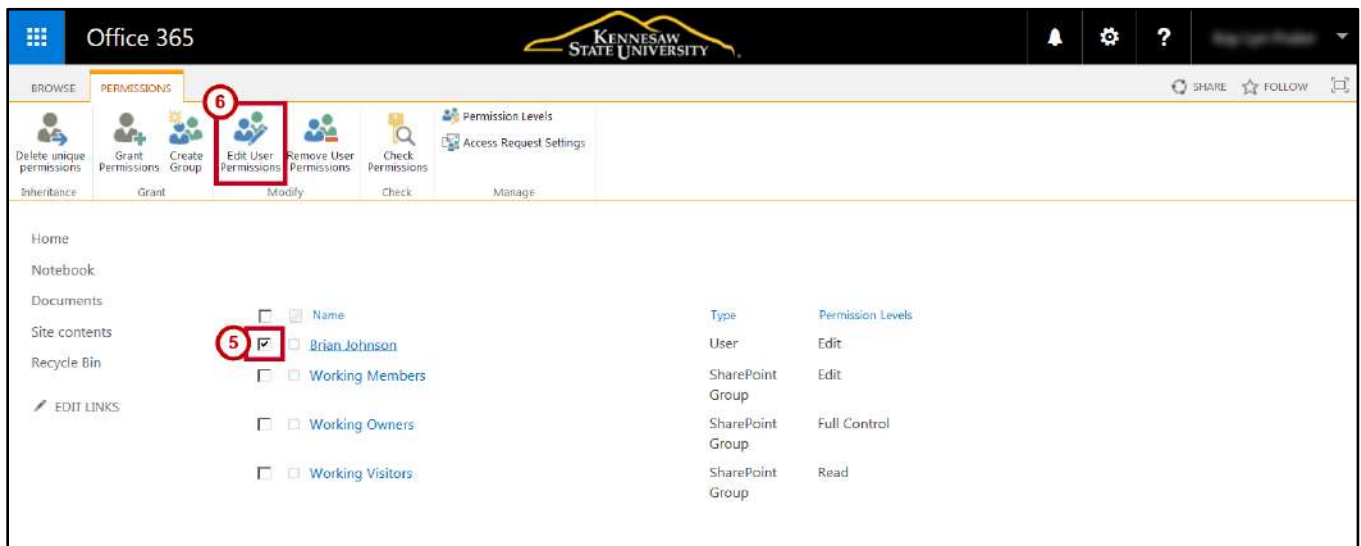 Office 365
KENNESAW
STATE UNIVERSITY
?
BROWSE PERMISSIONS
SHARE FOLLOW
6
Delete unique
permissions
Grant
Permissions
Create
Group
Edit User
Permissions
Remove User
Permissions
Check
Permissions
Permission Levels
Access Request Settings
Inheritance Grant Modify Check Manage
Home
Notebook
Documents
Site contents
Recycle Bin
EDIT LINKS
Name Type Permission Levels
5
Brian Johnson User Edit
Working Members SharePoint Edit
Group
Working Owners SharePoint Full Control
Group
Working Visitors SharePoint Read
Group